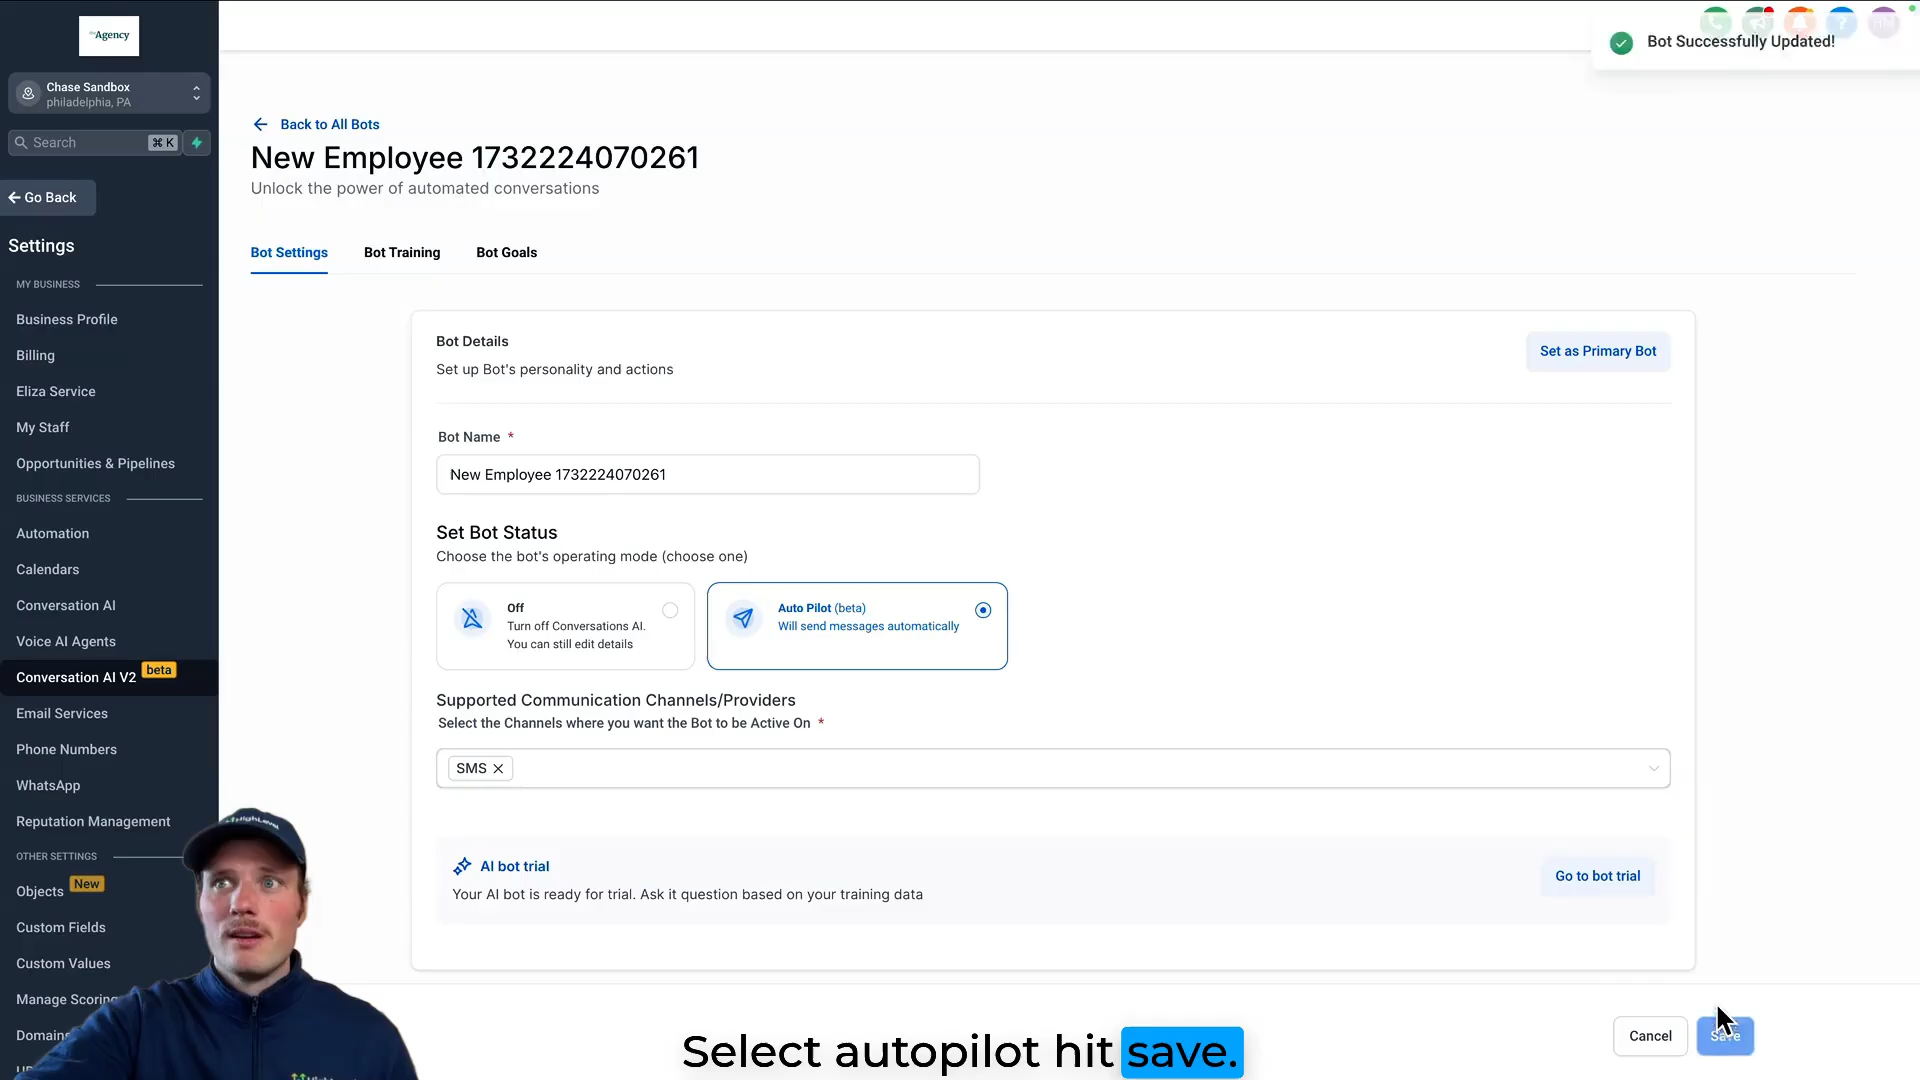 theAgency
Chase Sandbox
philadelphia, PA
Search
⌘ K
Go Back
Settings
MY BUSINESS
Business Profile
Billing
Eliza Service
My Staff
Opportunities & Pipelines
BUSINESS SERVICES
Automation
Calendars
Conversation AI
Voice AI Agents
Conversation AI V2 beta
Email Services
Phone Numbers
WhatsApp
Reputation Management
OTHER SETTINGS
Objects New
Custom Fields
Custom Values
Manage Scoring
Domains
Bot Successfully Updated!
Back to All Bots
New Employee 1732224070261
Unlock the power of automated conversations
Bot Settings Bot Training Bot Goals
Bot Details
Set up Bot's personality and actions
Set as Primary Bot
Bot Name *
New Employee 1732224070261
Set Bot Status
Choose the bot's operating mode (choose one)
Off
Turn off Conversations AI.
You can still edit details
Auto Pilot (beta)
Will send messages automatically
Supported Communication Channels/Providers
Select the Channels where you want the Bot to be Active On *
SMS
AI bot trial
Your AI bot is ready for trial. Ask it question based on your training data
Go to bot trial
Cancel
Save
HighLevel
Select autopilot hit save.